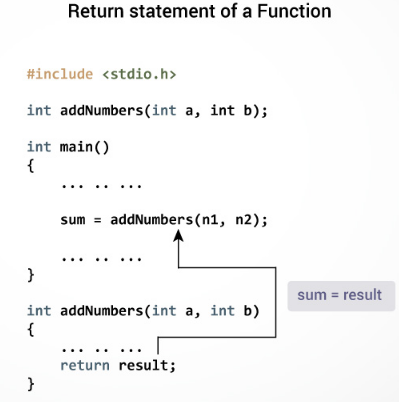 Return statement of a Function
#include <stdio.h>
int addNumbers(int a, int b);
int main()
{
... .. ...
sum = addNumbers(n1, n2);
... .. ...
}
sum = result
int addNumbers(int a, int b)
{
... .. ...
return result;
}